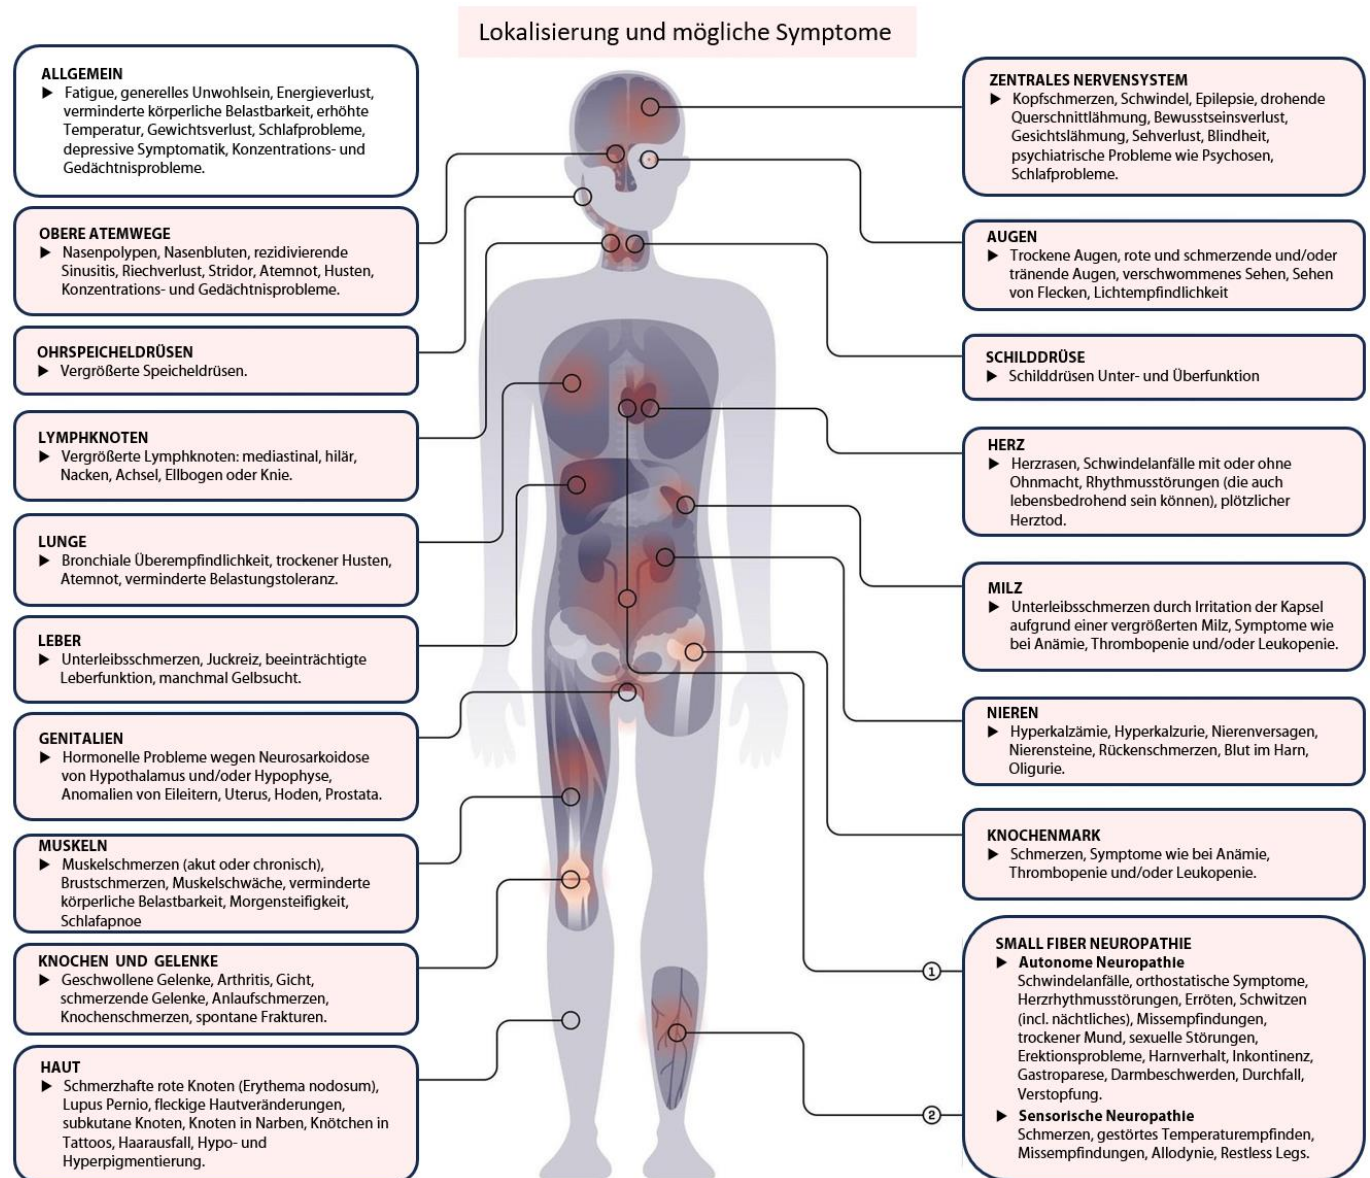 Lokalisierung und mögliche Symptome
ALLGEMEIN
▶ Fatigue, generelles Unwohlsein, Energieverlust,
verminderte körperliche Belastbarkeit, erhöhte
Temperatur, Gewichtsverlust, Schlafprobleme,
depressive Symptomatik, Konzentrations- und
Gedächtnisprobleme.
OBERE ATEMWEGE
▶ Nasenpolypen, Nasenbluten, rezidivierende
Sinusitis, Riechverlust, Stridor, Atemnot, Husten,
Konzentrations- und Gedächtnisprobleme.
OHRSPEICHELDRÜSEN
▶ Vergrößerte Speicheldrüsen.
LYMPHKNOTEN
▶ Vergrößerte Lymphknoten: mediastinal, hilär,
Nacken, Achsel, Ellbogen oder Knie.
LUNGE
▶ Bronchiale Überempfindlichkeit, trockener Husten,
Atemnot, verminderte Belastungstoleranz.
LEBER
▶ Unterleibsschmerzen, Juckreiz, beeinträchtigte
Leberfunktion, manchmal Gelbsucht.
GENITALIEN
▶ Hormonelle Probleme wegen Neurosarkoidose
von Hypothalamus und/oder Hypophyse,
Anomalien von Eileitern, Uterus, Hoden, Prostata.
MUSKELN
▶ Muskelschmerzen (akut oder chronisch),
Brustschmerzen, Muskelschwäche, verminderte
körperliche Belastbarkeit, Morgensteifigkeit,
Schlafapnoe
KNOCHEN UND GELENKE
▶ Geschwollene Gelenke, Arthritis, Gicht,
schmerzende Gelenke, Anlaufschmerzen,
Knochenschmerzen, spontane Frakturen.
HAUT
▶ Schmerzhafte rote Knoten (Erythema nodosum),
Lupus Pernio, fleckige Hautveränderungen,
subkutane Knoten, Knoten in Narben, Knötchen in
Tattoos, Haarausfall, Hypo- und
Hyperpigmentierung.
ZENTRALES NERVENSYSTEM
▶ Kopfschmerzen, Schwindel, Epilepsie, drohende
Querschnittlähmung, Bewusstseinsverlust,
Gesichtslähmung, Sehverlust, Blindheit,
psychiatrische Probleme wie Psychosen,
Schlafprobleme.
AUGEN
▶ Trockene Augen, rote und schmerzende und/oder
tränende Augen, verschwommenes Sehen, Sehen
von Flecken, Lichtempfindlichkeit
SCHILDDRÜSE
▶ Schilddrüsen Unter- und Überfunktion
HERZ
▶ Herzrasen, Schwindelanfälle mit oder ohne
Ohnmacht, Rhythmusstörungen (die auch
lebensbedrohend sein können), plötzlicher
Herztod.
MILZ
▶ Unterleibsschmerzen durch Irritation der Kapsel
aufgrund einer vergrößerten Milz, Symptome wie
bei Anämie, Thrombopenie und/oder Leukopenie.
NIEREN
▶ Hyperkalzämie, Hyperkalzurie, Nierenversagen,
Nierensteine, Rückenschmerzen, Blut im Harn,
Oligurie.
KNOCHENMARK
▶ Schmerzen, Symptome wie bei Anämie,
Thrombopenie und/oder Leukopenie.
SMALL FIBER NEUROPATHIE
▶ Autonome Neuropathie
1 Schwindelanfälle, orthostatische Symptome,
Herzrhythmusstörungen, Erröten, Schwitzen
(incl. nächtliches), Missempfindungen,
trockener Mund, sexuelle Störungen,
Erektionsprobleme, Harnverhalt, Inkontinenz,
Gastroparese, Darmbeschwerden, Durchfall,
Verstopfung.
2 ▶ Sensorische Neuropathie
Schmerzen, gestörtes Temperaturempfinden,
Missempfindungen, Allodynie, Restless Legs.